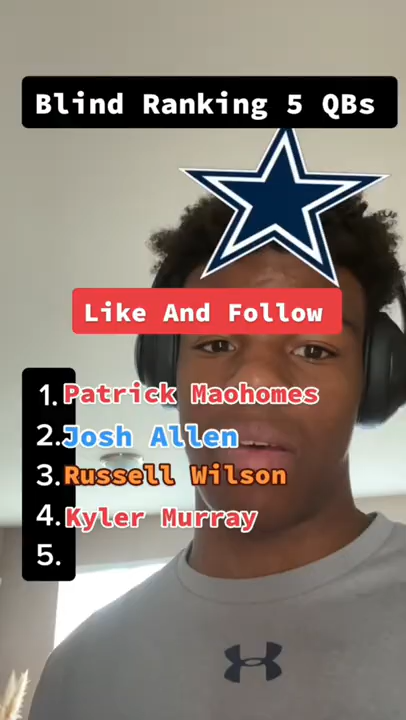 Blind Ranking 5 QBs
Like And Follow
1. Patrick Maohomes
2. Josh Allen
3. Russell Wilson
4. Kyler Murray
5.